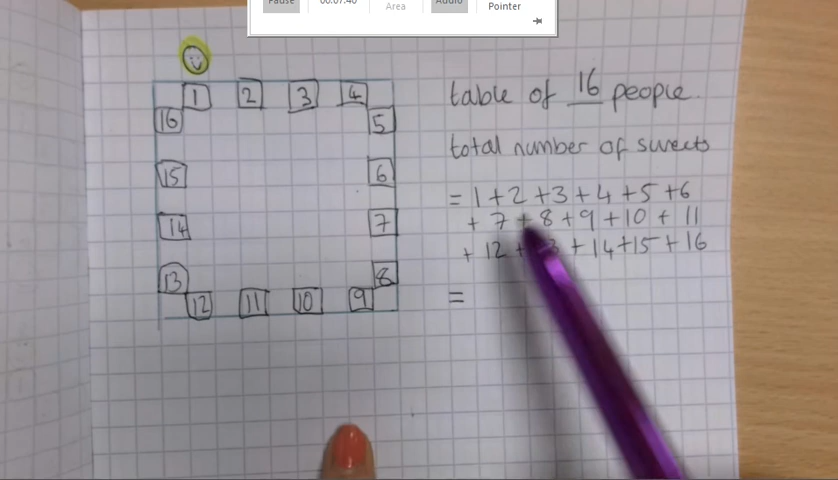 00:07:40
Area
Pointer
1 2 3 4
16 5
15 6
14 7
13 8
12 11 10 9
table of 16 people.
total number of sweets
= 1 + 2 + 3 + 4 + 5 + 6
+ 7 + 8 + 9 + 10 + 11
+ 12 + 3 + 14 + 15 + 16
=